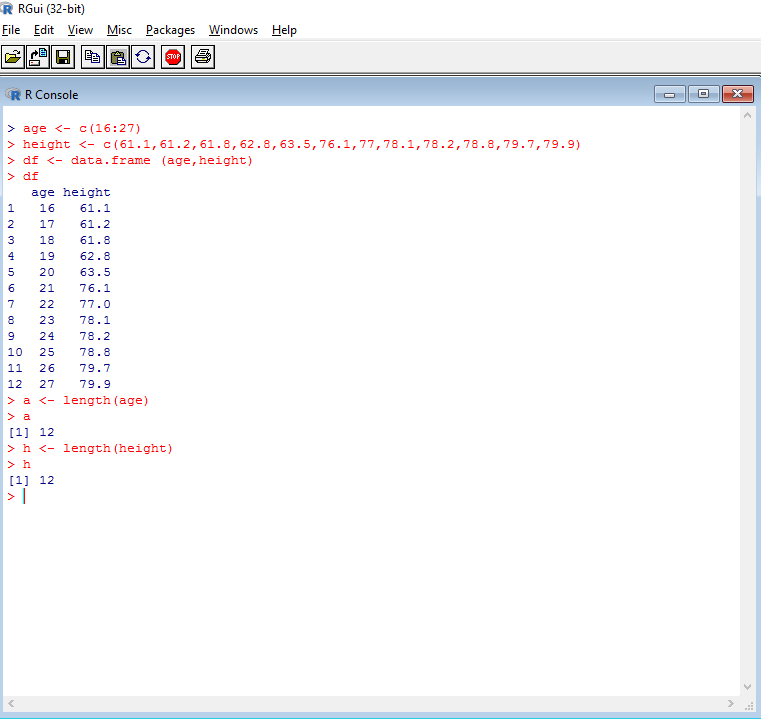 RGui (32-bit)
File Edit View Misc Packages Windows Help
STOP
R Console
> age <- c(16:27)
> height <- c(61.1,61.2,61.8,62.8,63.5,76.1,77,78.1,78.2,78.8,79.7,79.9)
> df <- data.frame (age,height)
> df
   age height
1   16   61.1
2   17   61.2
3   18   61.8
4   19   62.8
5   20   63.5
6   21   76.1
7   22   77.0
8   23   78.1
9   24   78.2
10  25   78.8
11  26   79.7
12  27   79.9
> a <- length(age)
> a
[1] 12
> h <- length(height)
> h
[1] 12
>